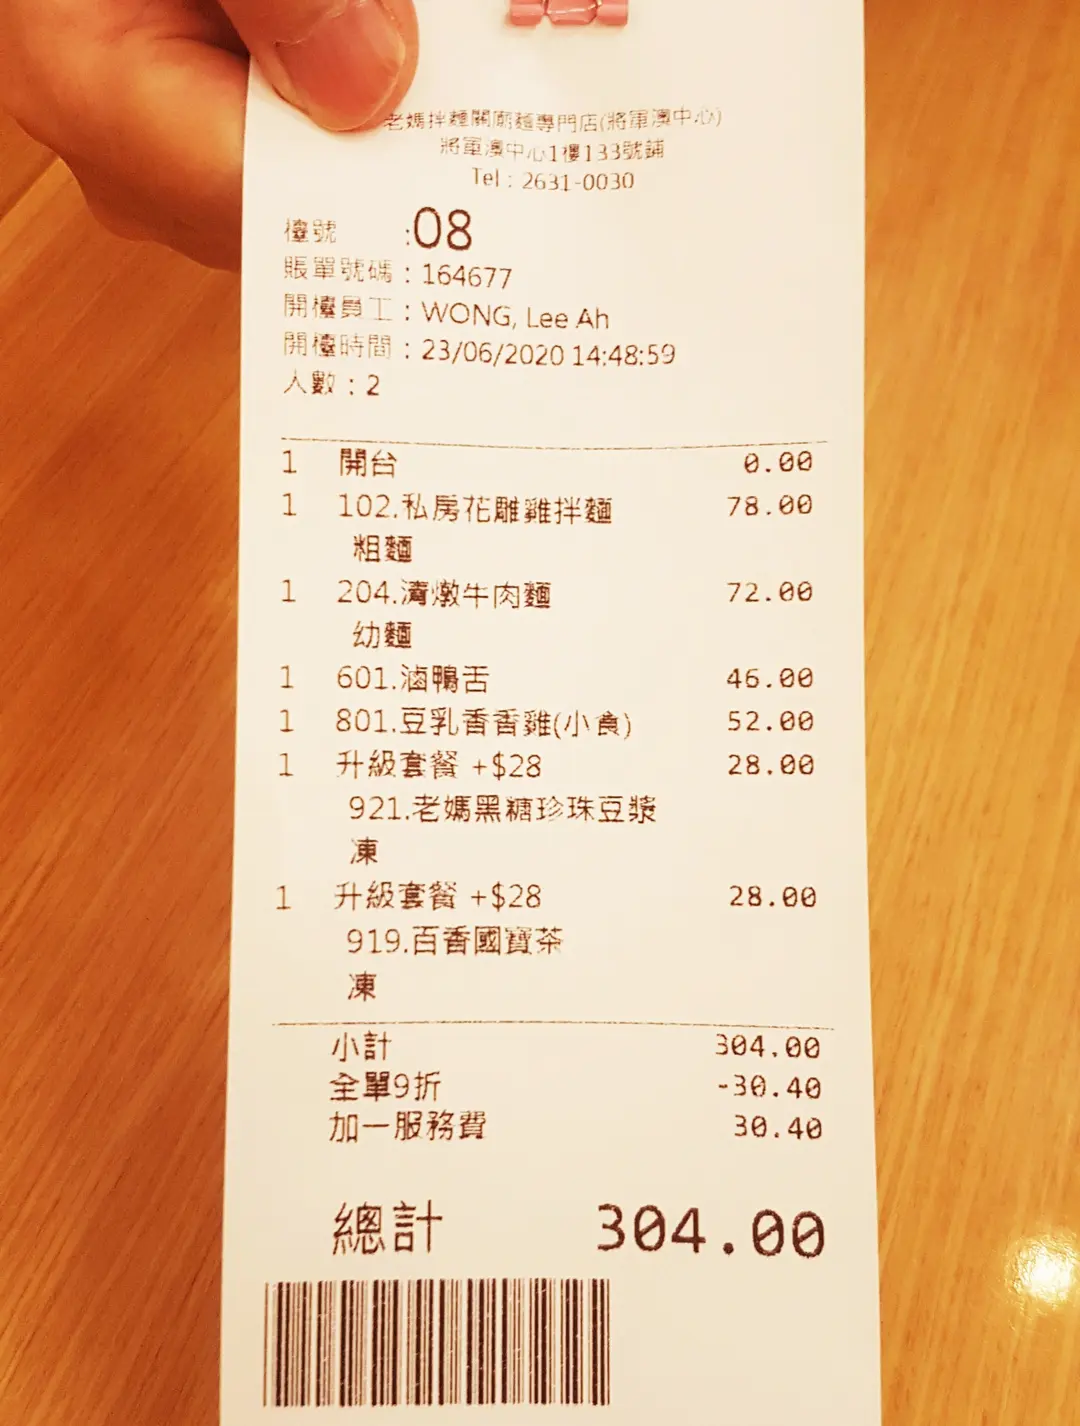 老媽拌麵關廟麵專門店(將軍澳中心)
將軍澳中心1樓133號鋪
Tel : 2631-0030
檯號 :08
賬單號碼 : 164677
開檯員工 : WONG, Lee Ah
開檯時間 : 23/06/2020 14:48:59
人數 : 2
1 開台 0.00
1 102.私房花雕雞拌麵 78.00
粗麵
1 204.清燉牛肉麵 72.00
幼麵
1 601.滷鴨舌 46.00
1 801.豆乳香香雞(小食) 52.00
1 升級套餐 +$28 28.00
921.老媽黑糖珍珠豆漿
凍
1 升級套餐 +$28 28.00
919.百香國寶茶
凍
小計 304.00
全單9折 -30.40
加一服務費 30.40
總計 304.00